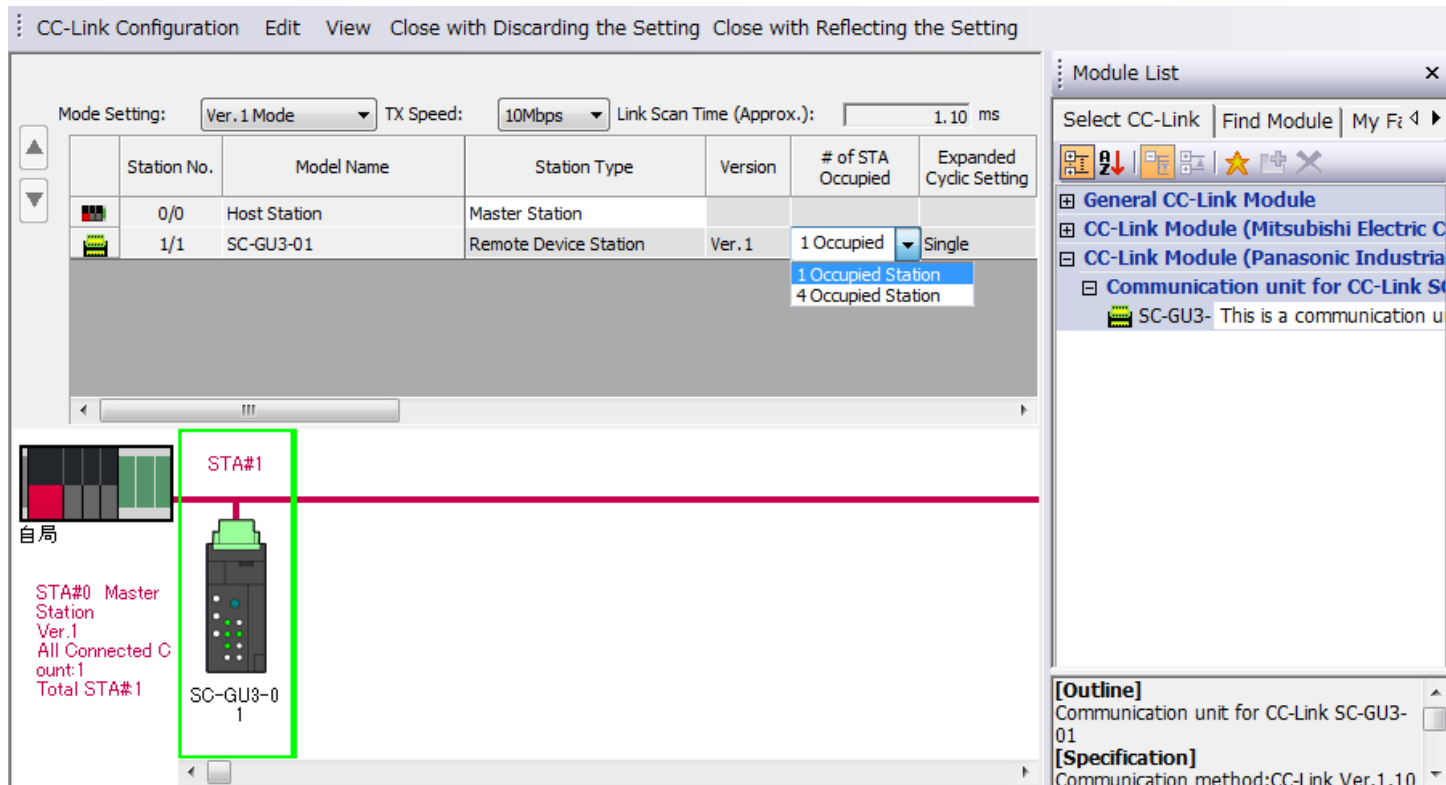 CC-Link Configuration Edit View Close with Discarding the Setting Close with Reflecting the Setting
Mode Setting: Ver.1 Mode TX Speed: 10Mbps Link Scan Time (Approx.): 1.10 ms
Station No. Model Name Station Type Version # of STA Occupied Expanded Cyclic Setting
0/0 Host Station Master Station
1/1 SC-GU3-01 Remote Device Station Ver.1 1 Occupied Single
1 Occupied Station
4 Occupied Station
STA#1
自局
STA#0 Master
Station
Ver.1
All Connected C
ount:1
Total STA#:1
SC-GU3-0
1
Module List
Select CC-Link Find Module My Fa
General CC-Link Module
CC-Link Module (Mitsubishi Electric C
CC-Link Module (Panasonic Industria
Communication unit for CC-Link SC
SC-GU3- This is a communication u
[Outline]
Communication unit for CC-Link SC-GU3-
01
[Specification]
Communication method:CC-Link Ver.1.10